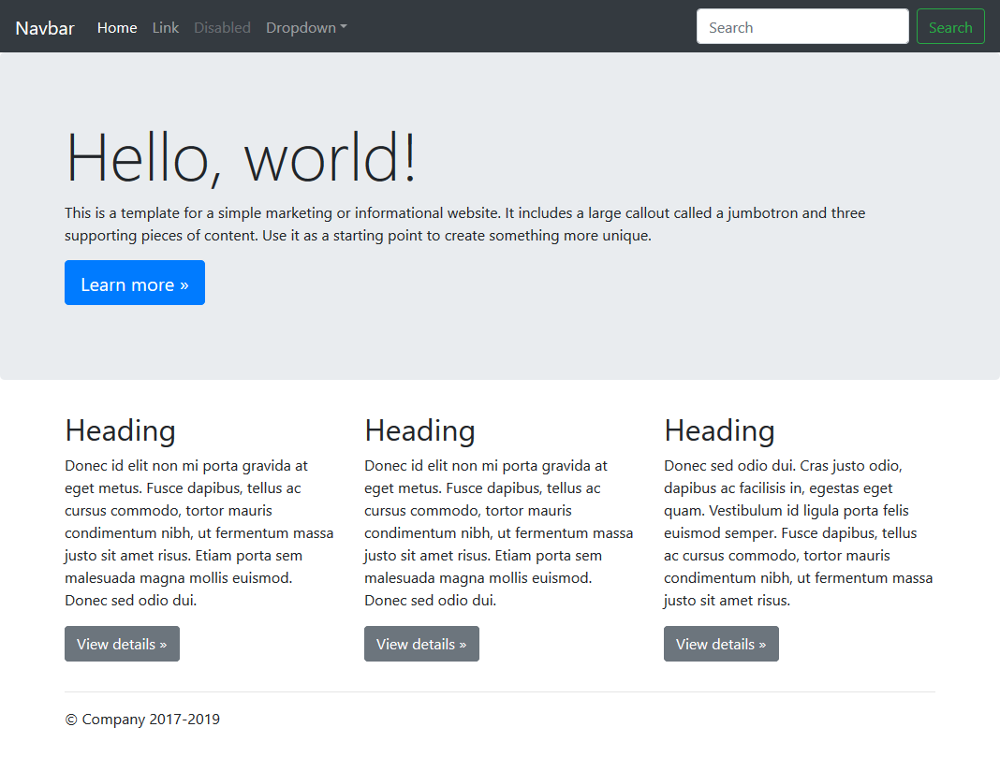 Navbar Home Link Disabled Dropdown Search Search
Hello, world!
This is a template for a simple marketing or informational website. It includes a large callout called a jumbotron and three
supporting pieces of content. Use it as a starting point to create something more unique.
Learn more »
Heading
Donec id elit non mi porta gravida at
eget metus. Fusce dapibus, tellus ac
cursus commodo, tortor mauris
condimentum nibh, ut fermentum massa
justo sit amet risus. Etiam porta sem
malesuada magna mollis euismod.
Donec sed odio dui.
View details »
Heading
Donec id elit non mi porta gravida at
eget metus. Fusce dapibus, tellus ac
cursus commodo, tortor mauris
condimentum nibh, ut fermentum massa
justo sit amet risus. Etiam porta sem
malesuada magna mollis euismod.
Donec sed odio dui.
View details »
Heading
Donec sed odio dui. Cras justo odio,
dapibus ac facilisis in, egestas eget
quam. Vestibulum id ligula porta felis
euismod semper. Fusce dapibus, tellus
ac cursus commodo, tortor mauris
condimentum nibh, ut fermentum massa
justo sit amet risus.
View details »
© Company 2017-2019